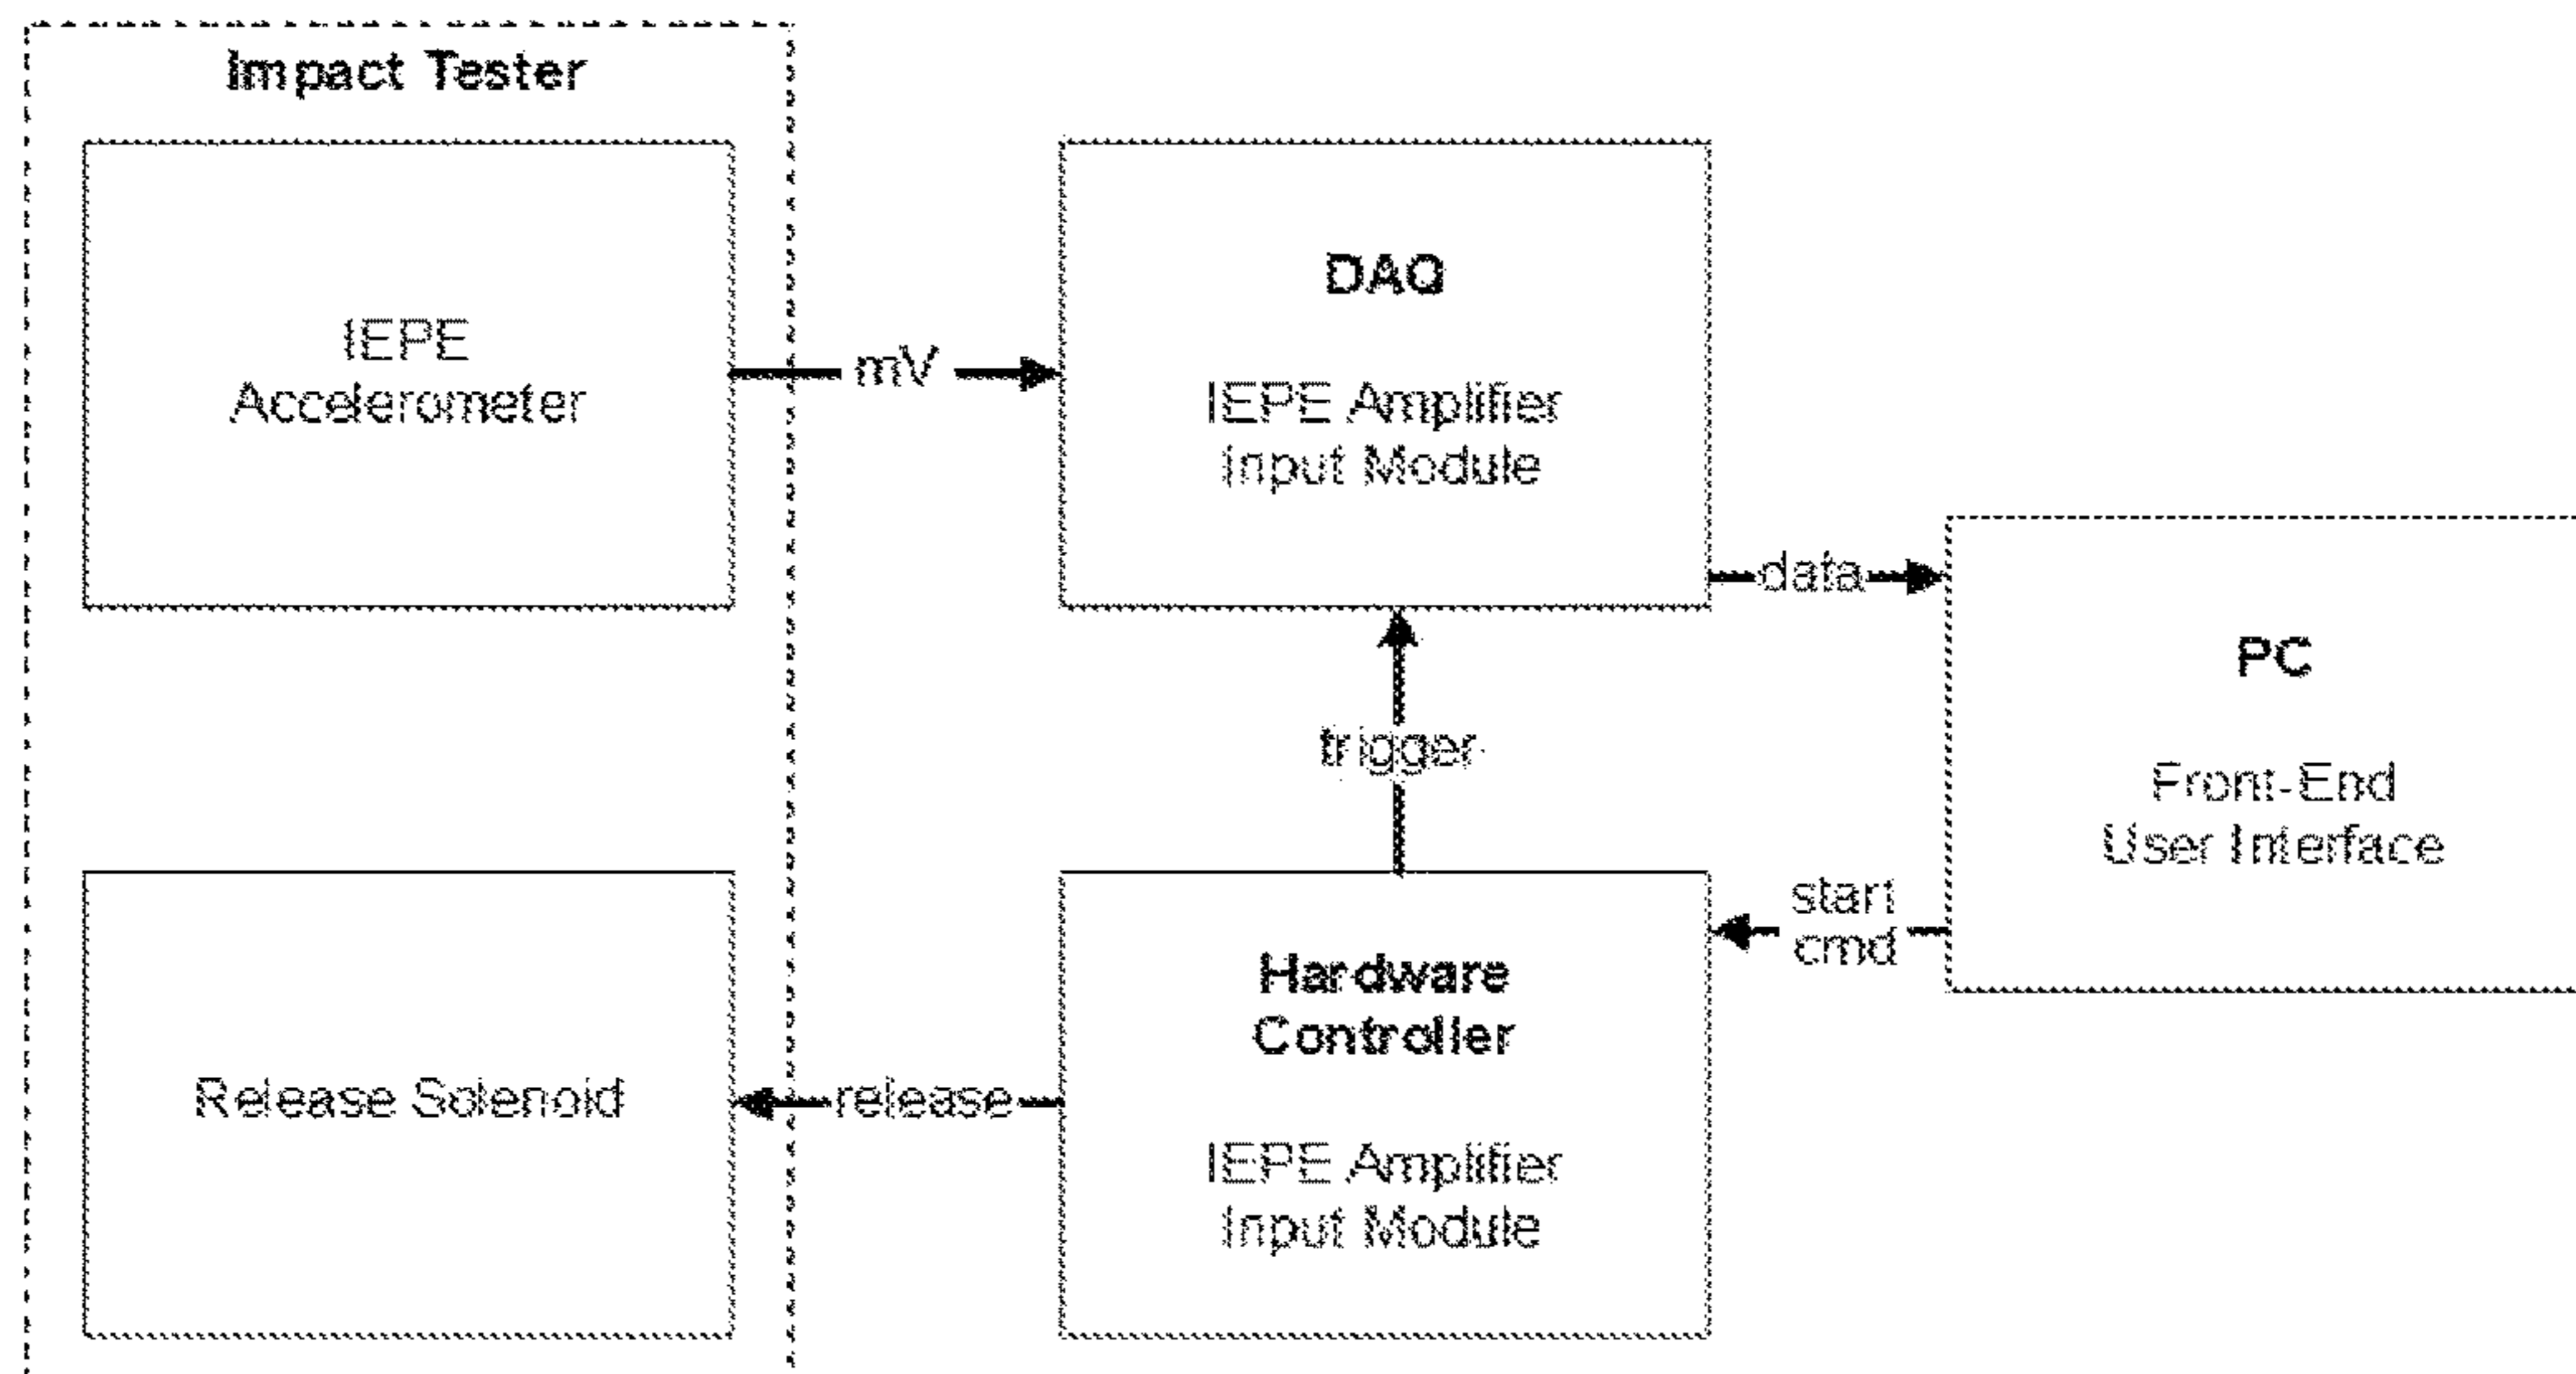 Impact Tester
IEPE
Accelerometer
mV
DAQ
IEPE Amplifier
Input Module
data
PC
Front-End
User Interface
trigger
start
cmd
Hardware
Controller
IEPE Amplifier
Input Module
release
Release Solenoid